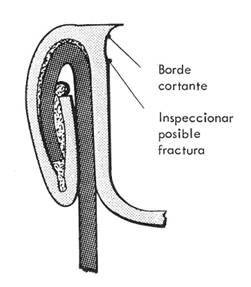 Borde
cortante
Inspeccionar
posible
fractura